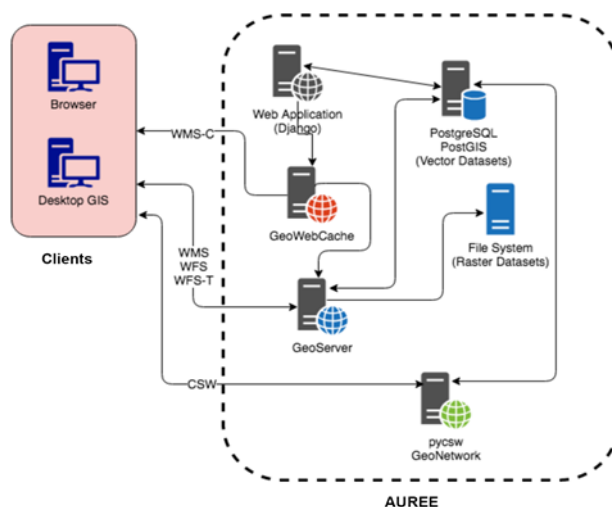 Browser
Desktop GIS
Clients
WMS-C
WMS
WFS
WFS-T
CSW
Web Application
(Django)
PostgreSQL
PostGIS
(Vector Datasets)
GeoWebCache
File System
(Raster Datasets)
GeoServer
pycsw
GeoNetwork
AUREE